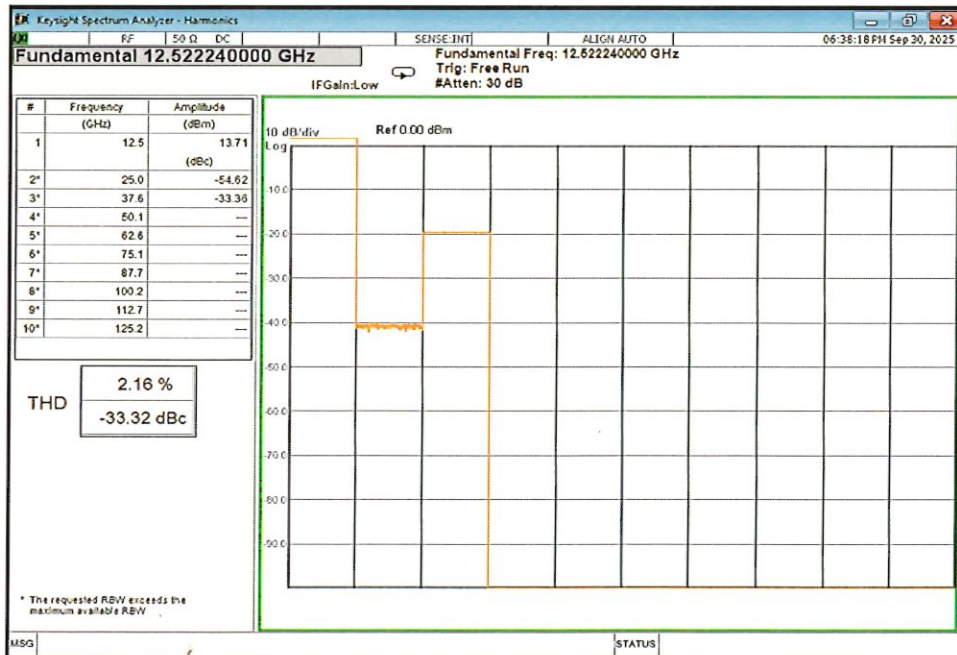 Keysight Spectrum Analyzer - Harmonics
RF 50 Ω DC SENSE:INT ALIGN AUTO 06:38:18 PM Sep 30, 2025
Fundamental 12.522240000 GHz
Fundamental Freq: 12.522240000 GHz
Trig: Free Run
IFGain:Low #Atten: 30 dB
# Frequency Amplitude
(GHz) (dBm)
1 12.5 13.71
(dBc)
2* 25.0 -54.62
3* 37.6 -33.36
4* 50.1 ---
5* 62.6 ---
6* 75.1 ---
7* 87.7 ---
8* 100.2 ---
9* 112.7 ---
10* 125.2 ---
THD
2.16 %
-33.32 dBc
* The requested RBW exceeds the
maximum available RBW
10 dB/div Ref 0.00 dBm
Log
-10.0
-20.0
-30.0
-40.0
-50.0
-60.0
-70.0
-80.0
-90.0
MSG STATUS